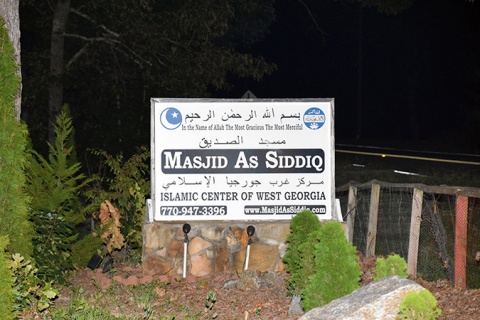 بسم الله الرحمن الرحيم
In the Name of Allah The Most Gracious The Most Merciful
مسجد الصديق
MASJID AS SIDDIQ
مركز غرب جورجيا الإسلامي
ISLAMIC CENTER OF WEST GEORGIA
770-947-3396 www.MasjidAsSiddiq.com